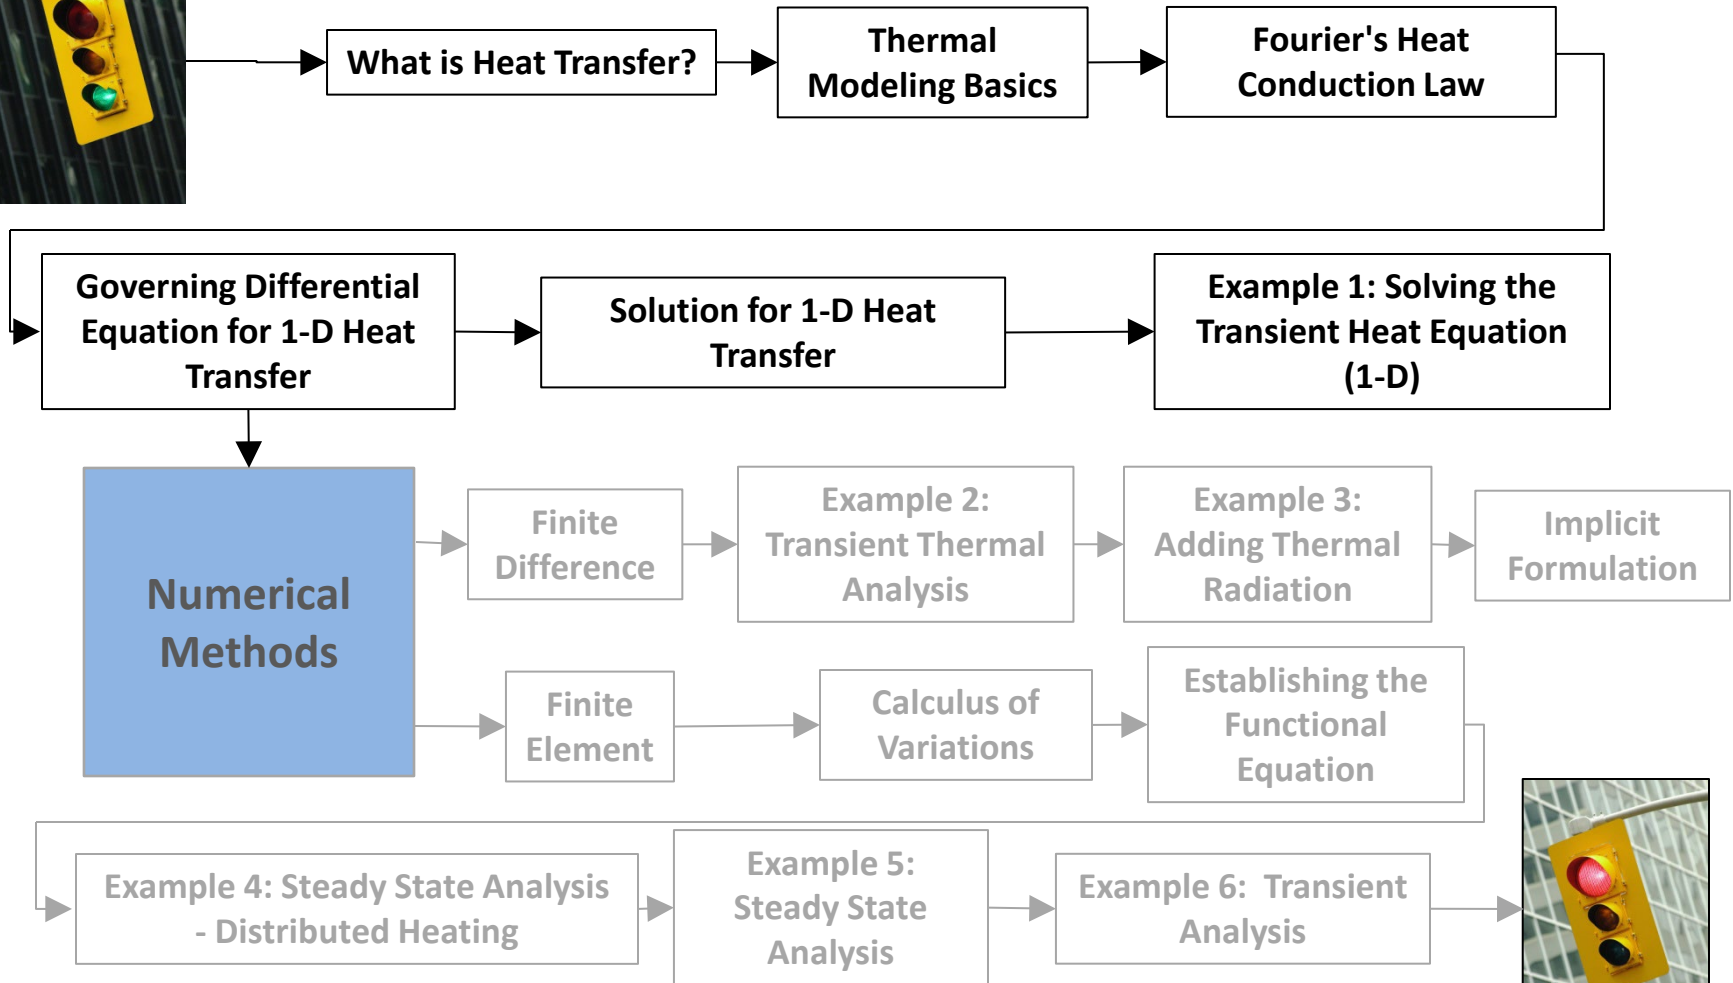 What is Heat Transfer?
Thermal
Modeling Basics
Fourier's Heat
Conduction Law
Governing Differential
Equation for 1-D Heat
Transfer
Solution for 1-D Heat
Transfer
Example 1: Solving the
Transient Heat Equation
(1-D)
Numerical
Methods
Finite
Difference
Example 2:
Transient Thermal
Analysis
Example 3:
Adding Thermal
Radiation
Implicit
Formulation
Finite
Element
Calculus of
Variations
Establishing the
Functional
Equation
Example 4: Steady State Analysis
- Distributed Heating
Example 5:
Steady State
Analysis
Example 6:  Transient
Analysis